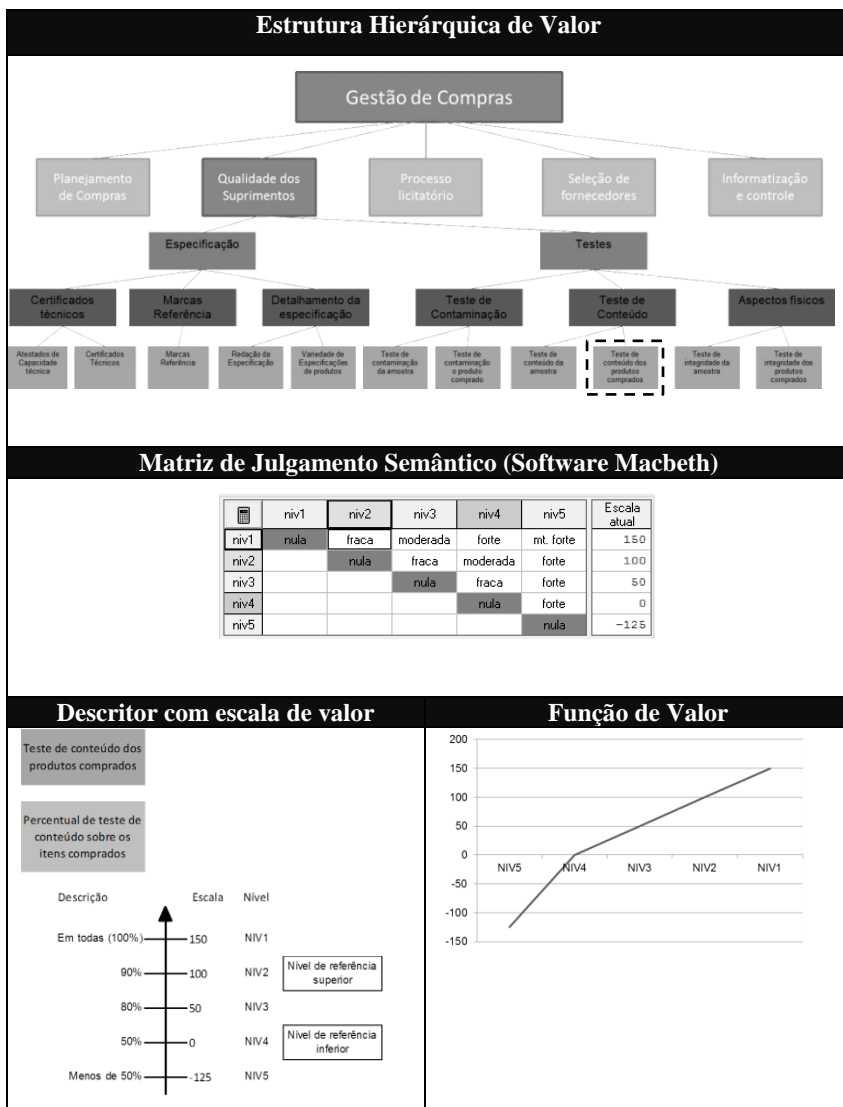 Estrutura Hierárquica de Valor
Gestão de Compras
Planejamento
de Compras
Qualidade dos
Suprimentos
Processo
licitatório
Seleção de
fornecedores
Informatização
e controle
Especificação
Testes
Certificados
técnicos
Marcas
Referência
Detalhamento da
especificação
Teste de
Contaminação
Teste de
Conteúdo
Aspectos físicos
Atestados de
Capacidade
técnica
Certificados
Técnicos
Marcas
Referência
Redação da
Especificação
Variedade de
Especificações
de produtos
Teste de
contaminação
da amostra
Teste de
contaminação
o produto
comprado
Teste de
conteúdo da
amostra
Teste de
conteúdo dos
produtos
comprados
Teste de
integridade da
amostra
Teste de
integridade dos
produtos
comprados
Matriz de Julgamento Semântico (Software Macbeth)
niv1 niv2 niv3 niv4 niv5 Escala
atual
niv1 nula fraca moderada forte mt. forte 150
niv2 nula fraca moderada forte 100
niv3 nula fraca forte 50
niv4 nula forte 0
niv5 nula -125
Descritor com escala de valor
Teste de conteúdo dos
produtos comprados
Percentual de teste de
conteúdo sobre os
itens comprados
Descrição Escala Nível
Em todas (100%) 150 NIV1
90% 100 NIV2 Nível de referência
superior
80% 50 NIV3
50% 0 NIV4 Nível de referência
inferior
Menos de 50% -125 NIV5
Função de Valor
200
150
100
50
0
NIV5 NIV4 NIV3 NIV2 NIV1
-50
-100
-150